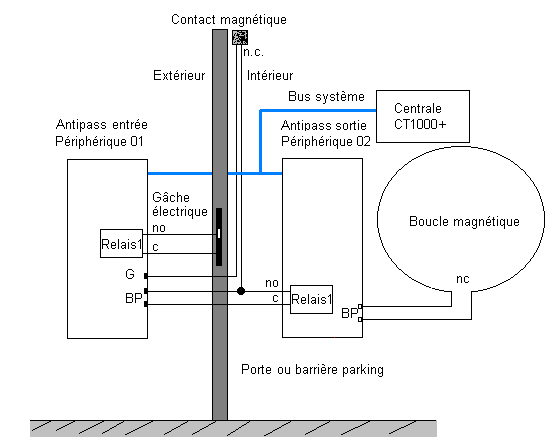 Contact magnétique
n.c.
Extérieur
Intérieur
Bus système
Centrale
CT1000+
Antipass entrée
Périphérique 01
Antipass sortie
Périphérique 02
Gâche
électrique
no
Relais1
c
Boucle magnétique
G
BP
no
c
Relais1
BP
nc
Porte ou barrière parking